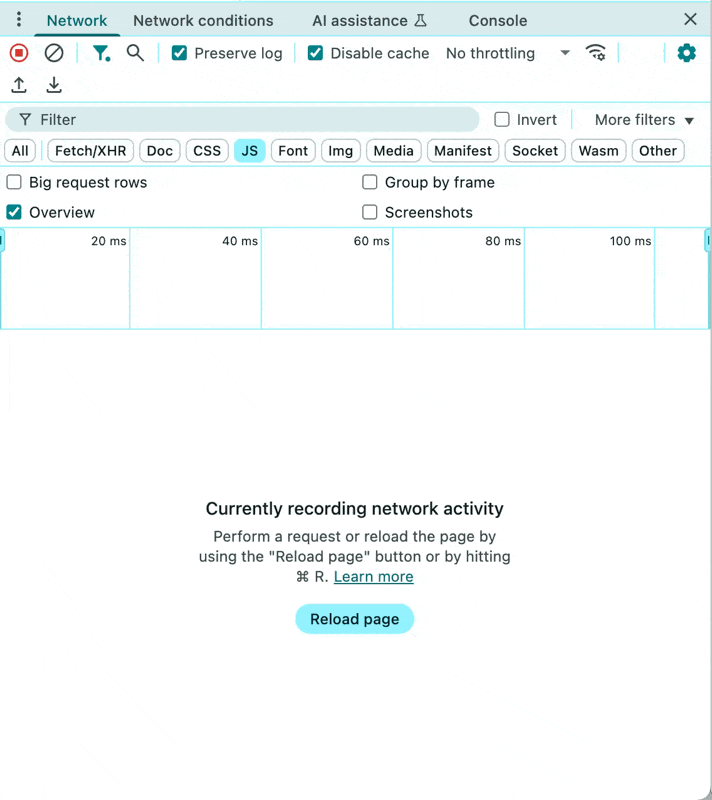 Network Network conditions AI assistance Console
Preserve log Disable cache No throttling
Filter Invert More filters
All Fetch/XHR Doc CSS JS Font Img Media Manifest Socket Wasm Other
Big request rows Group by frame
Overview Screenshots
20 ms 40 ms 60 ms 80 ms 100 ms
Currently recording network activity
Perform a request or reload the page by
using the "Reload page" button or by hitting
⌘ R. Learn more
Reload page